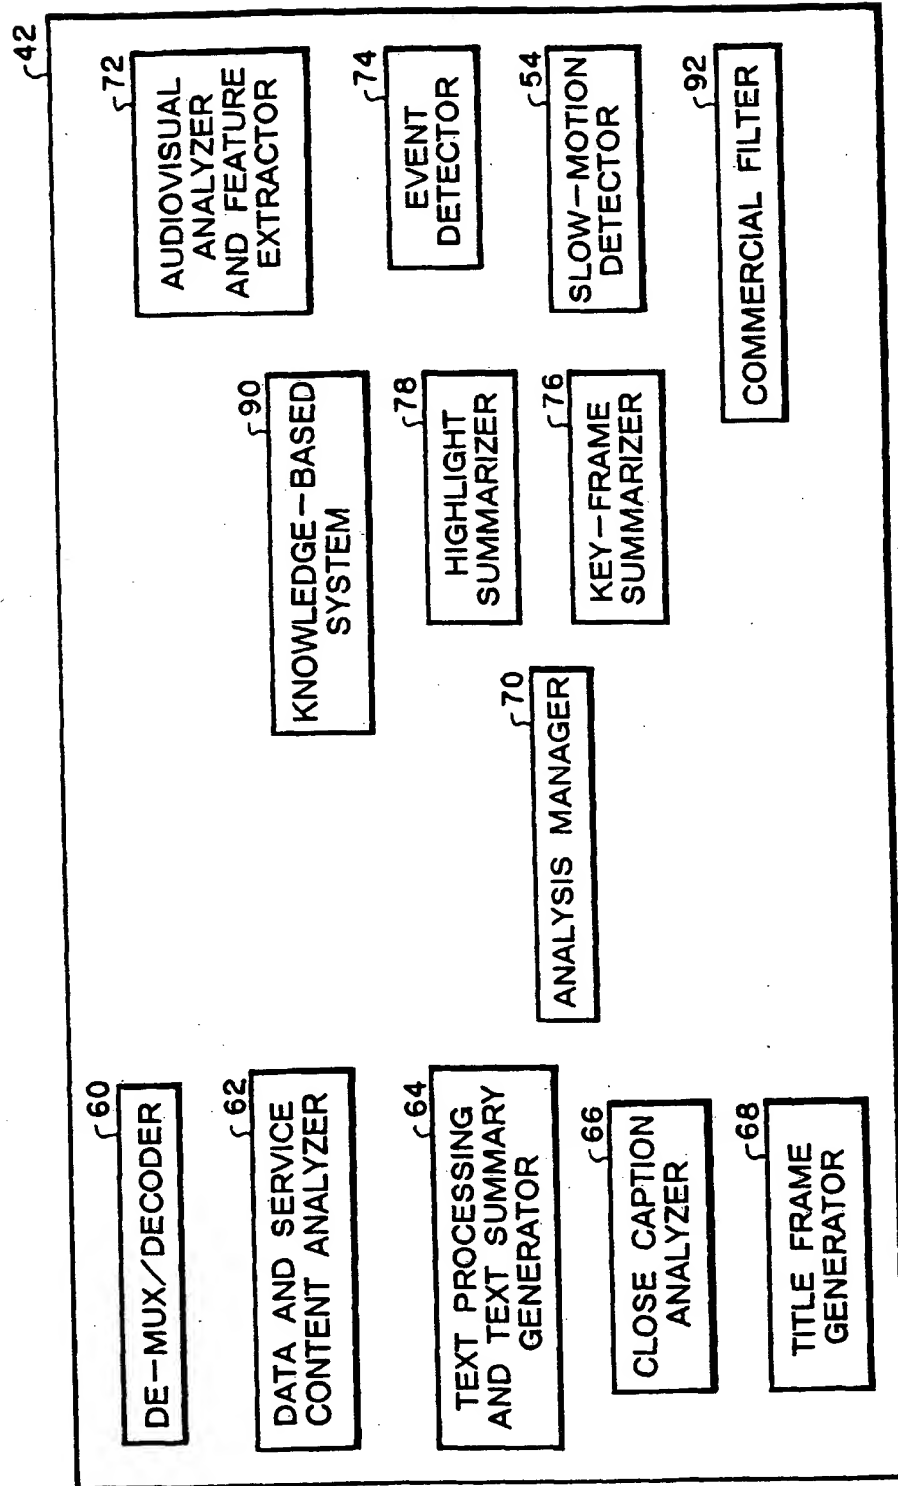 42
60
DE-MUX/DECODER
62
DATA AND SERVICE
CONTENT ANALYZER
64
TEXT PROCESSING
AND TEXT SUMMARY
GENERATOR
66
CLOSE CAPTION
ANALYZER
68
TITLE FRAME
GENERATOR
70
ANALYSIS MANAGER
90
KNOWLEDGE-BASED
SYSTEM
78
HIGHLIGHT
SUMMARIZER
76
KEY-FRAME
SUMMARIZER
72
AUDIOVISUAL
ANALYZER
AND FEATURE
EXTRACTOR
74
EVENT
DETECTOR
54
SLOW-MOTION
DETECTOR
92
COMMERCIAL FILTER